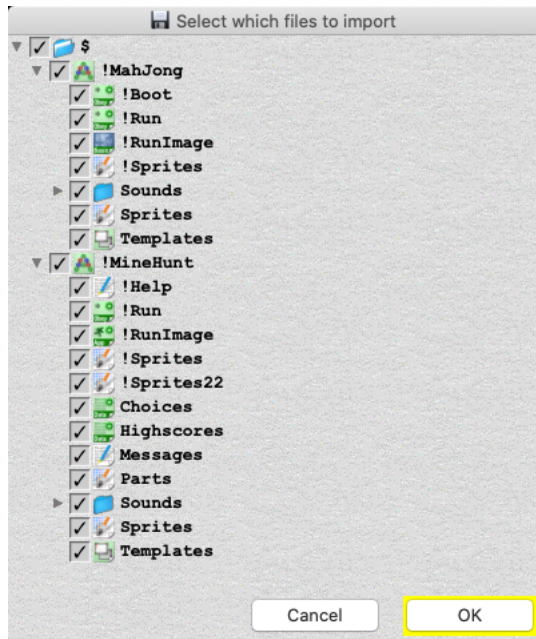 Select which files to import
$
!MahJong
!Boot
!Run
!RunImage
!Sprites
Sounds
Sprites
Templates
!MineHunt
!Help
!Run
!RunImage
!Sprites
!Sprites22
Choices
Highscores
Messages
Parts
Sounds
Sprites
Templates
Cancel OK